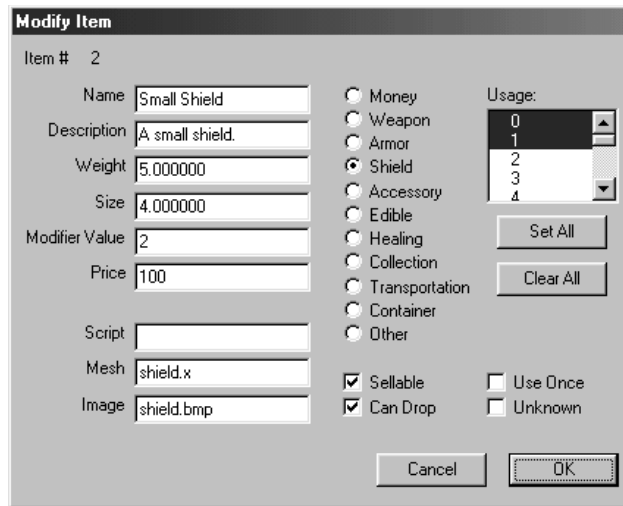 Modify Item
Item # 2
Name Small Shield
Description A small shield.
Weight 5.000000
Size 4.000000
Modifier Value 2
Price 100
Script
Mesh shield.x
Image shield.bmp
Money
Weapon
Armor
Shield
Accessory
Edible
Healing
Collection
Transportation
Container
Other
Usage:
0
1
2
3
4
Set All
Clear All
Sellable
Use Once
Can Drop
Unknown
Cancel
OK